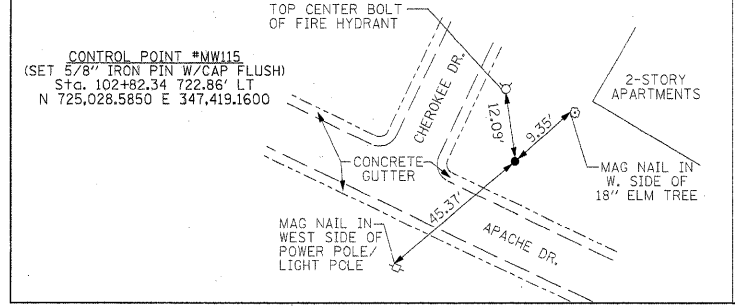 TOP CENTER BOLT
OF FIRE HYDRANT
CONTROL POINT #MW115
(SET 5/8" IRON PIN W/CAP FLUSH)
Sta. 102+82.34 722.86' LT
N 725,028.5850 E 347,419.1600
CHEROKEE DR.
12.09'
9.35'
2-STORY
APARTMENTS
CONCRETE
GUTTER
MAG NAIL IN
W. SIDE OF
18" ELM TREE
45.37'
MAG NAIL IN
WEST SIDE OF
POWER POLE/
LIGHT POLE
APACHE DR.